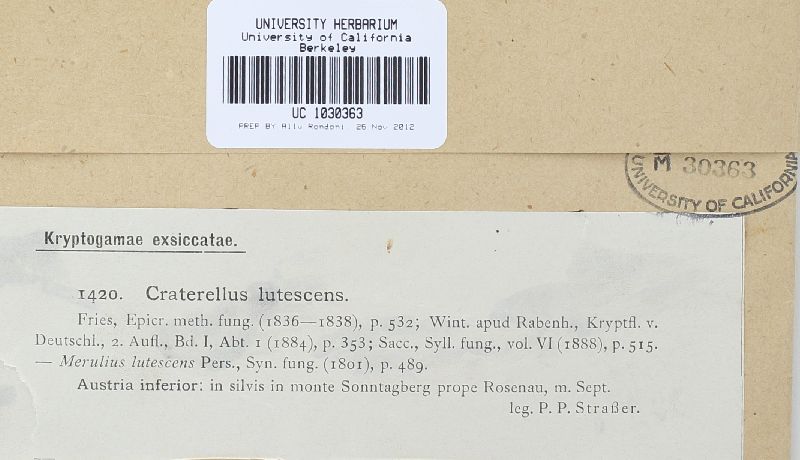 UNIVERSITY HERBARIUM
University of California
Berkeley
UC 1030363
PREP BY Allu Ramdani 26 Nov 2012
M 30363
UNIVERSITY OF CALIFORNIA
Kryptogamae exsiccatae.
1420. Craterellus lutescens.
Fries, Epicr. meth. fung. (1836—1838), p. 532; Wint. apud Rabenh., Kryptfl. v.
Deutschl., 2. Aufl., Bd. I, Abt. 1 (1884), p. 353; Sacc., Syll. fung., vol. VI (1888), p. 515.
— Merulius lutescens Pers., Syn. fung. (1801), p. 489.
Austria inferior: in silvis in monte Sonntagberg prope Rosenau, m. Sept.
leg. P. P. Straßer.